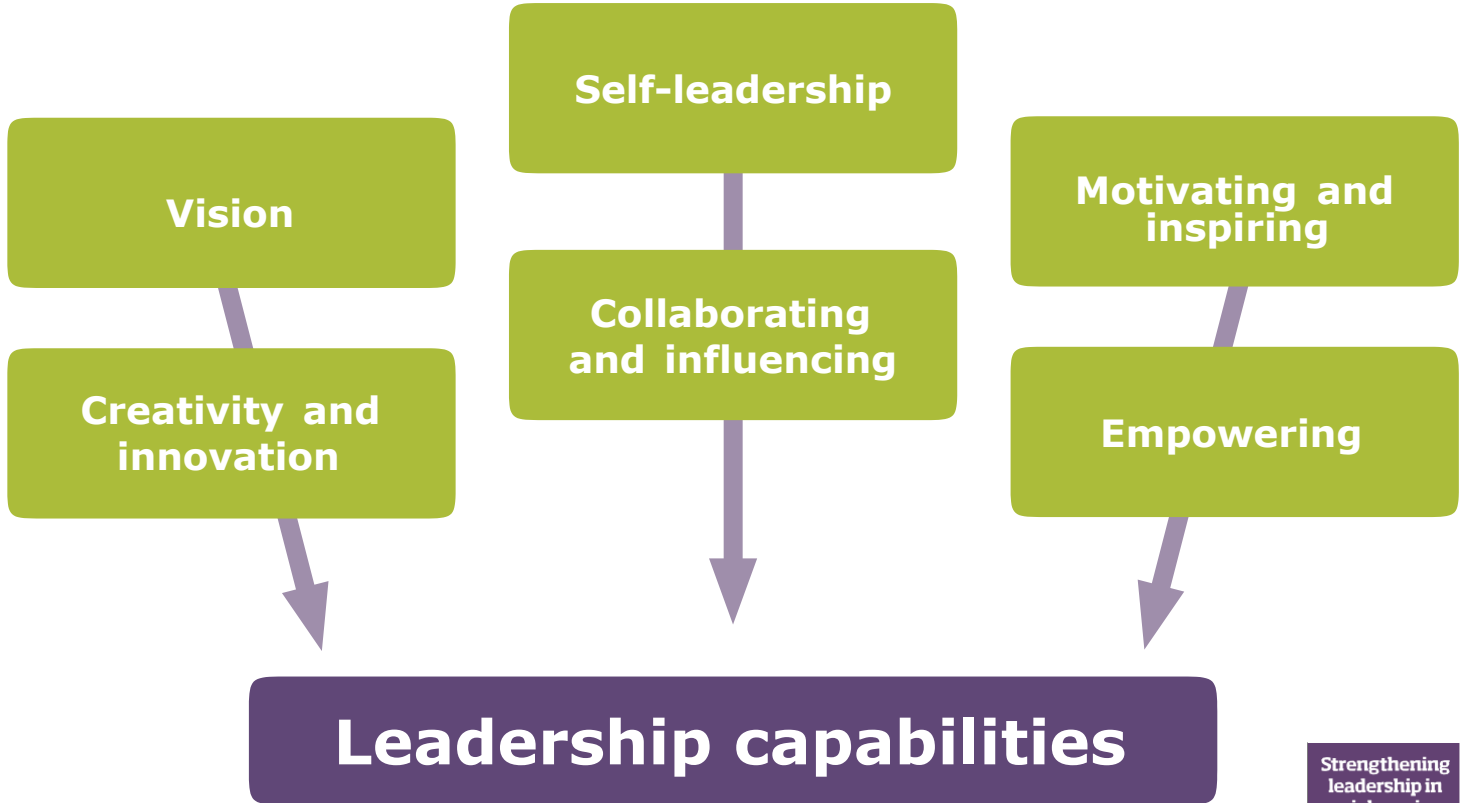 Self-leadership
Vision
Motivating and
inspiring
Collaborating
and influencing
Creativity and
innovation
Empowering
Leadership capabilities
Strengthening
leadership in